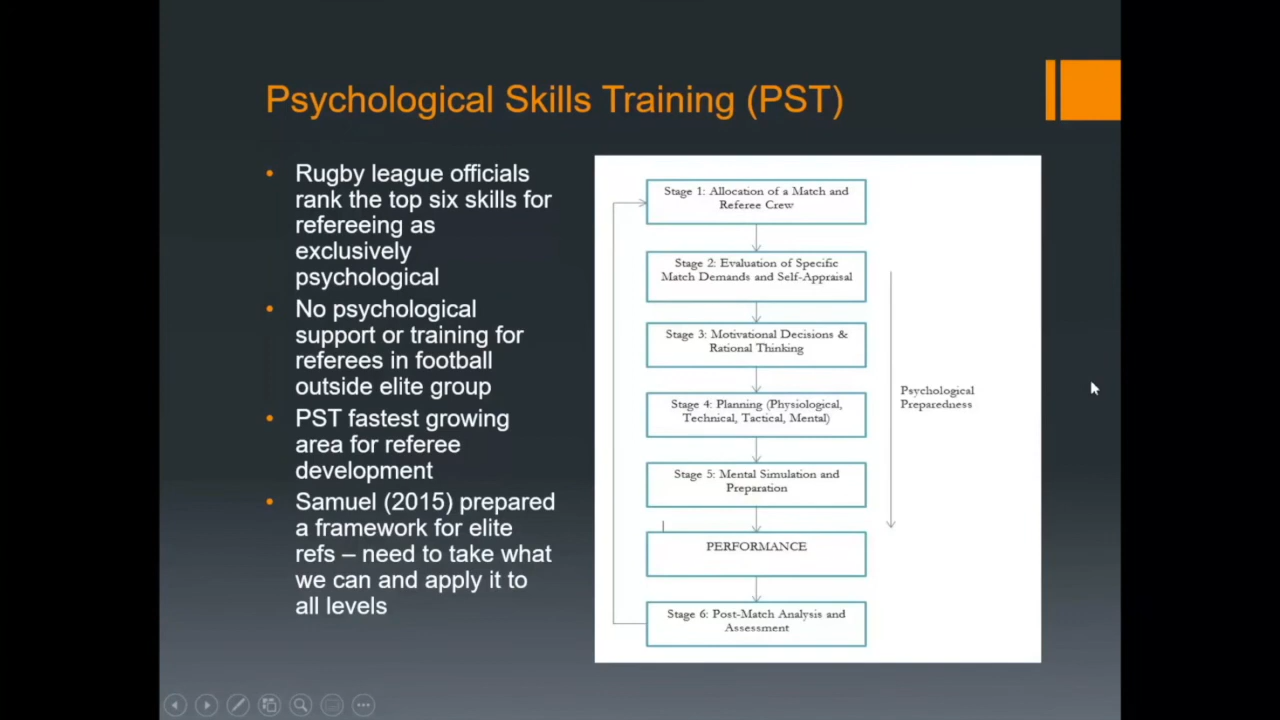 Psychological Skills Training (PST)
• Rugby league officials
rank the top six skills for
refereeing as
exclusively
psychological
• No psychological
support or training for
referees in football
outside elite group
• PST fastest growing
area for referee
development
• Samuel (2015) prepared
a framework for elite
refs – need to take what
we can and apply it to
all levels
Stage 1: Allocation of a Match and
Referee Crew
Stage 2: Evaluation of Specific
Match Demands and Self-Appraisal
Stage 3: Motivational Decisions &
Rational Thinking
Stage 4: Planning (Physiological,
Technical, Tactical, Mental)
Stage 5: Mental Simulation and
Preparation
PERFORMANCE
Stage 6: Post-Match Analysis and
Assessment
Psychological
Preparedness